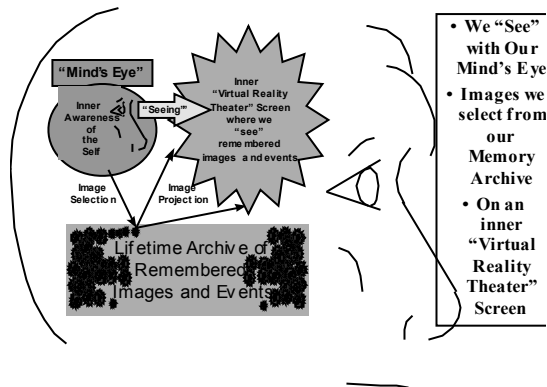 “Mind’s Eye”
Inner
Awareness
of
the
Self
“Seeing”
Inner
“Virtual Reality
Theater” Screen
where we
“see”
remembered
images and events
Image
Selection
Image
Projection
Lifetime Archive of
Remembered
Images and Events
• We “See”
with Our
Mind’s Eye
• Images we
select from
our
Memory
Archive
• On an
inner
“Virtual
Reality
Theater”
Screen